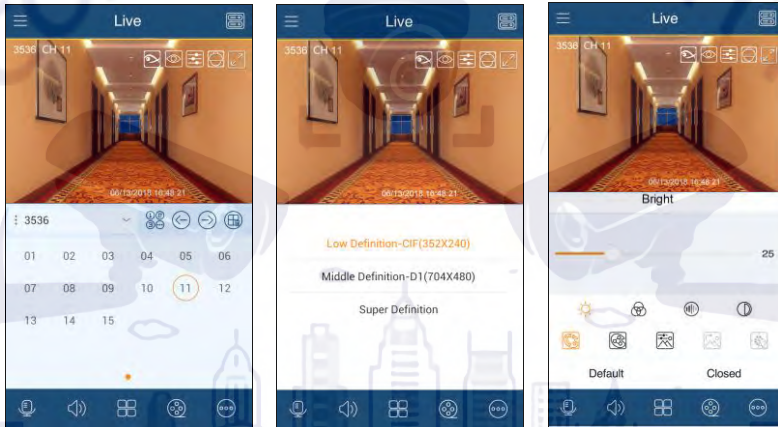 Live
3536 CH 11
06/13/2018 16:48:21
3536
01 02 03 04 05 06
07 08 09 10 11 12
13 14 15
Live
3536 CH 11
06/13/2018 16:48:21
Low Definition-CIF(352X240)
Middle Definition-D1(704X480)
Super Definition
Live
3536 CH 11
06/13/2018 16:48:21
Bright
25
Default Closed